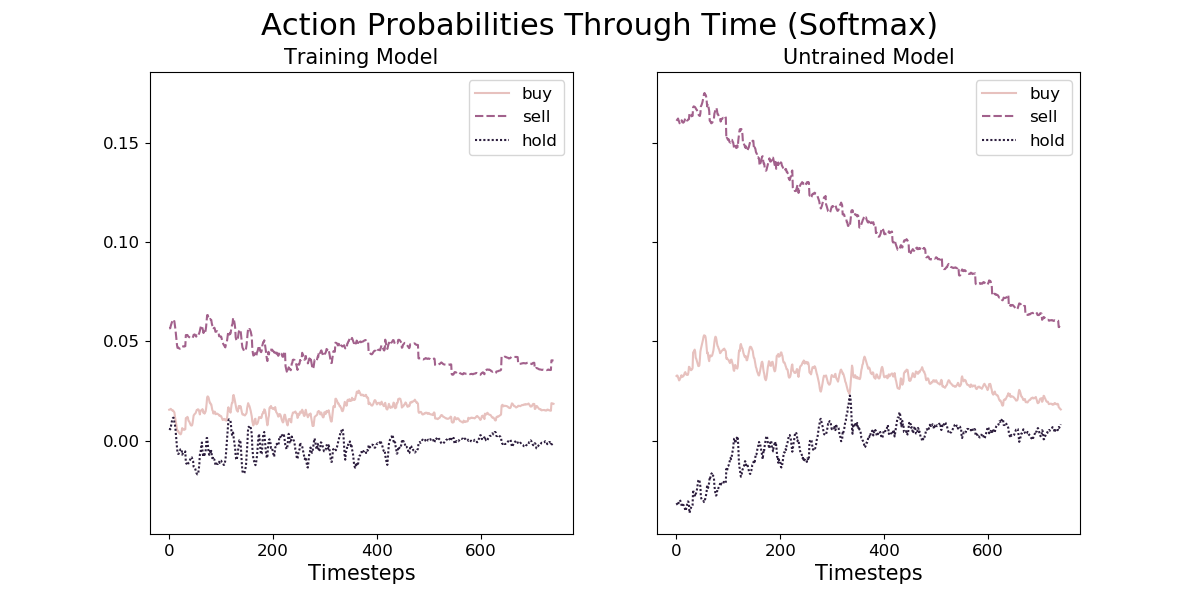 Action Probabilities Through Time (Softmax)
Training Model
Untrained Model
buy
sell
hold
buy
sell
hold
0.15
0.10
0.05
0.00
0 200 400 600
0 200 400 600
Timesteps
Timesteps